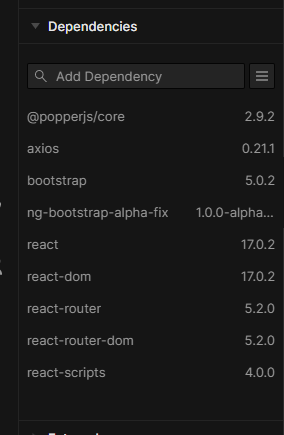 Dependencies
Add Dependency
@popperjs/core 2.9.2
axios 0.21.1
bootstrap 5.0.2
ng-bootstrap-alpha-fix 1.0.0-alpha...
react 17.0.2
react-dom 17.0.2
react-router 5.2.0
react-router-dom 5.2.0
react-scripts 4.0.0